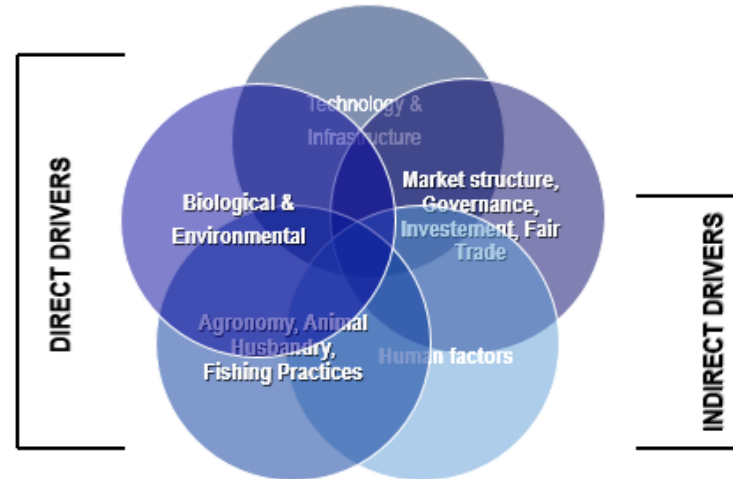 DIRECT DRIVERS
Technology &
Infrastructure
Biological &
Environmental
Market structure,
Governance,
Investement, Fair
Trade
Agronomy, Animal
Husbandry,
Fishing Practices
Human factors
INDIRECT DRIVERS